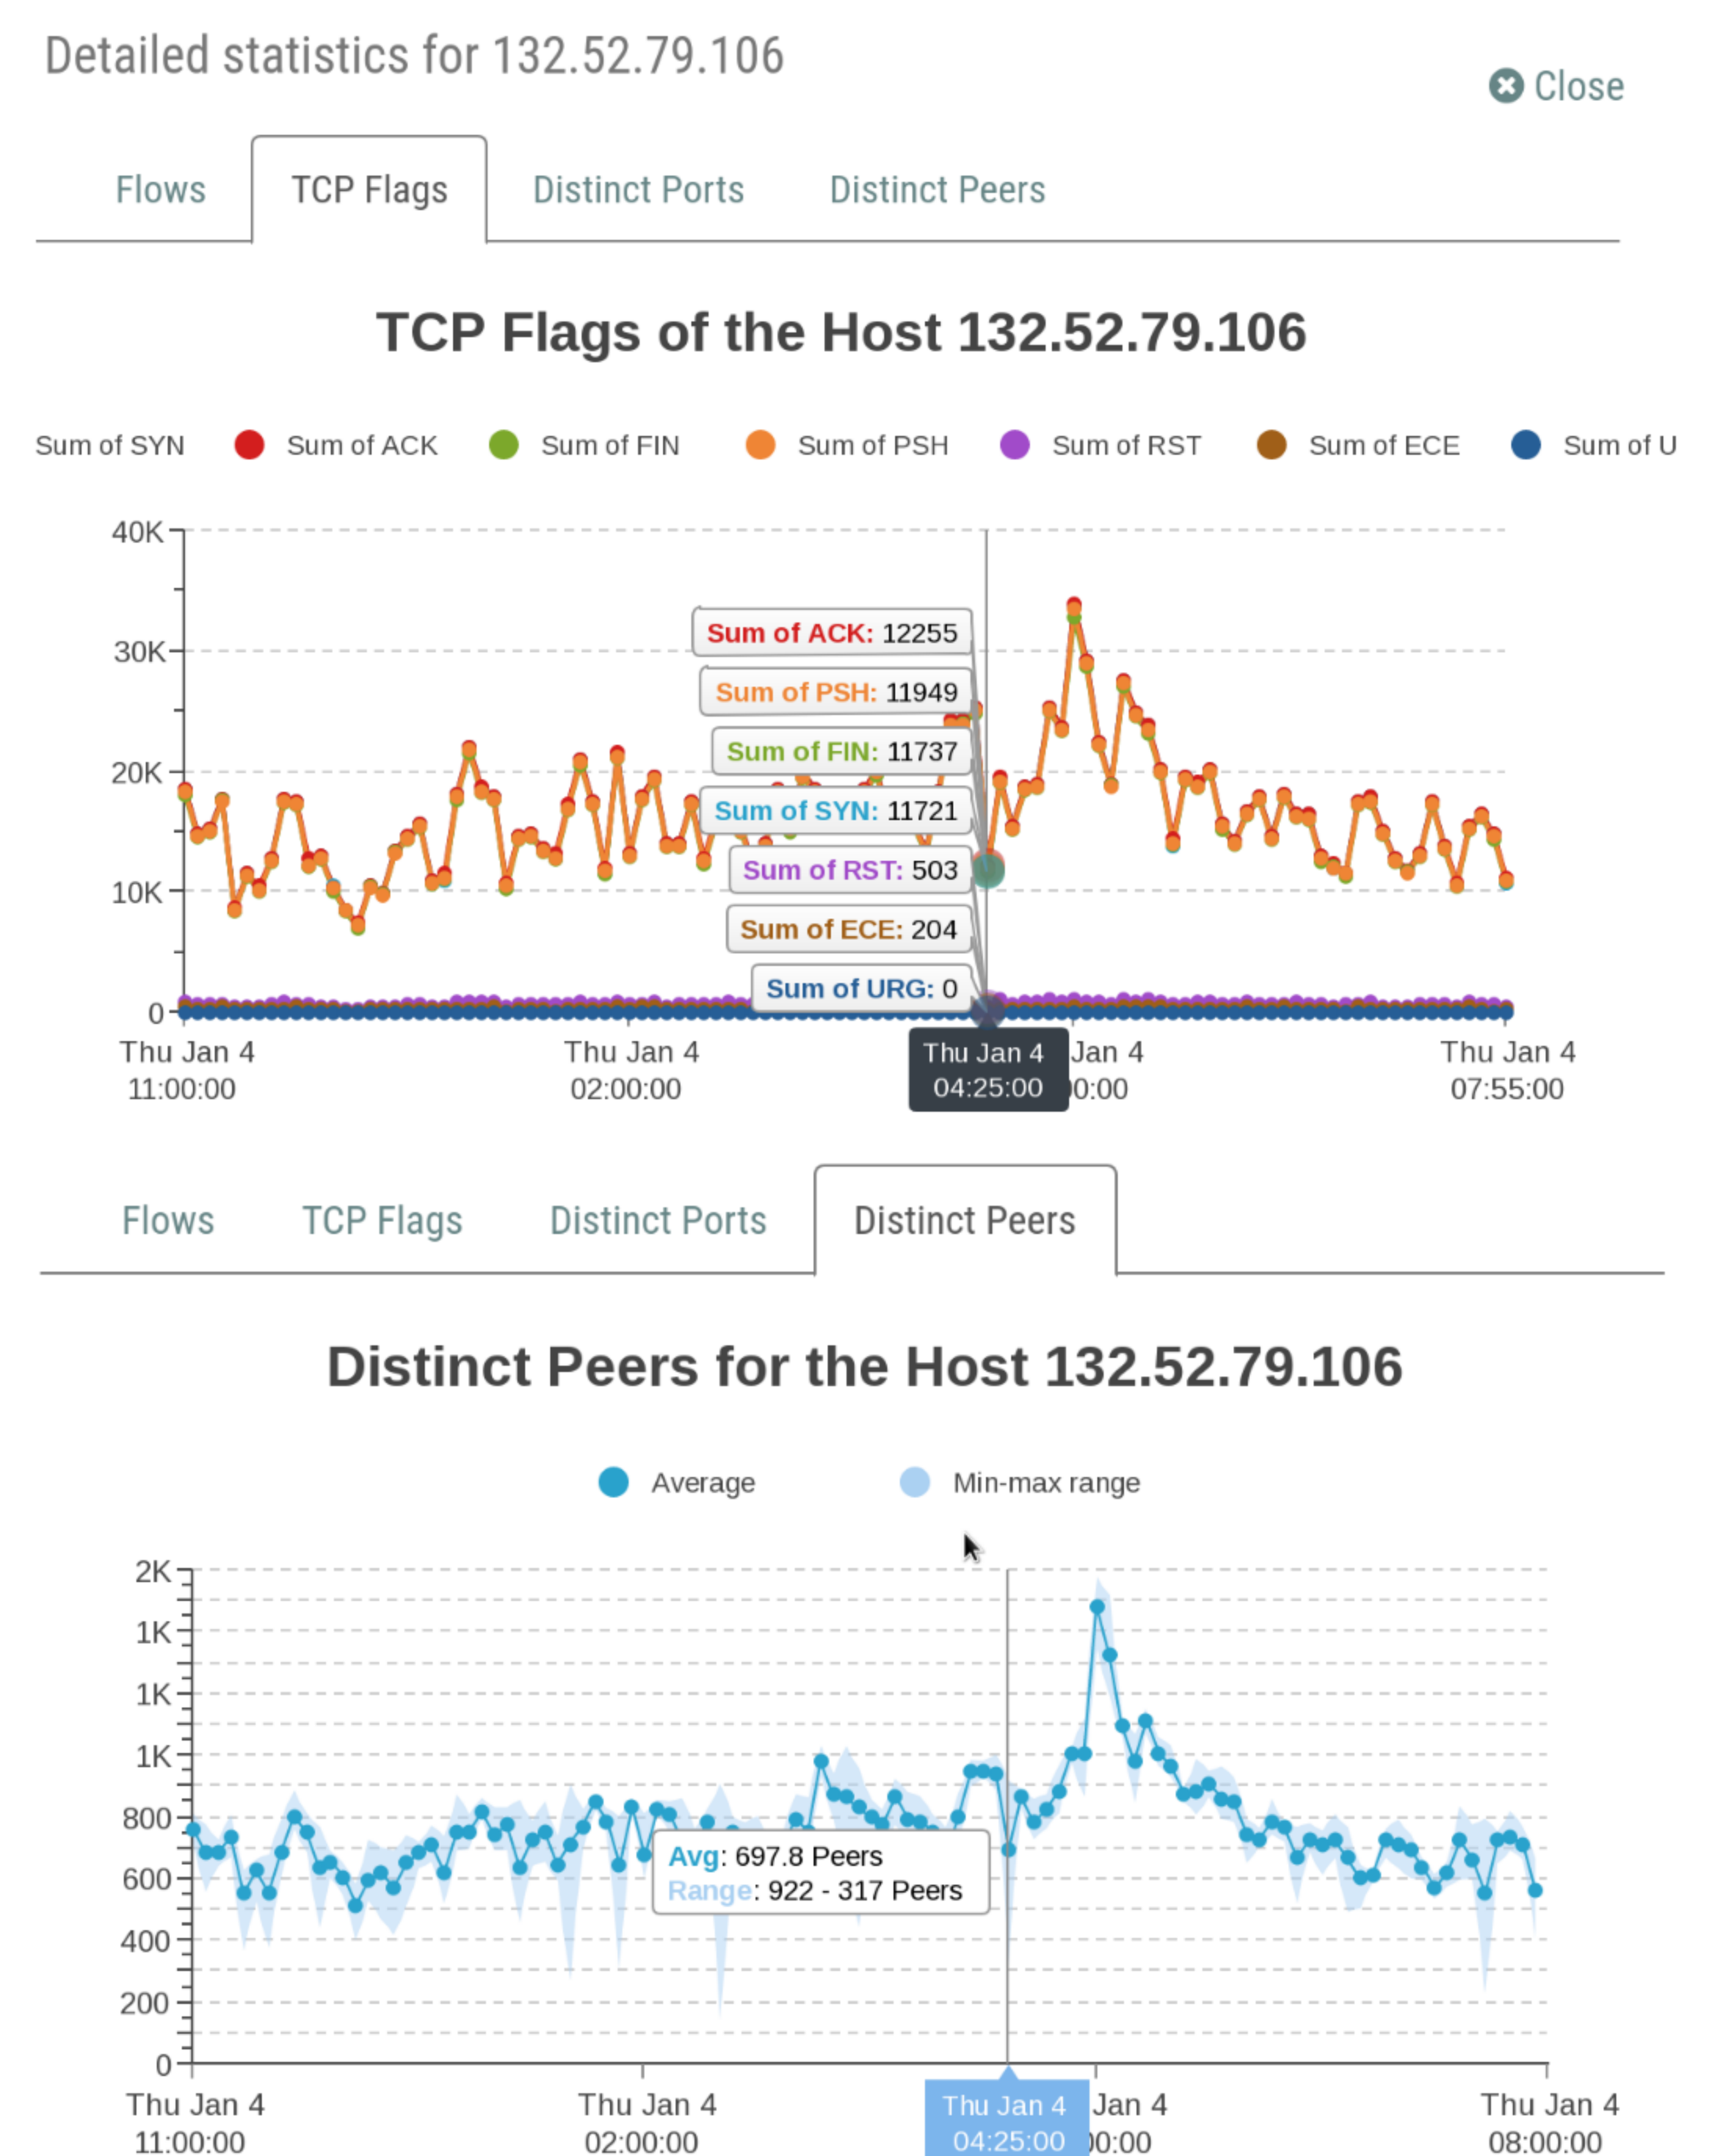 Detailed statistics for 132.52.79.106
Close
Flows TCP Flags Distinct Ports Distinct Peers
TCP Flags of the Host 132.52.79.106
Sum of SYN Sum of ACK Sum of FIN Sum of PSH Sum of RST Sum of ECE Sum of U
40K
30K
20K
10K
0
Sum of ACK: 12255
Sum of PSH: 11949
Sum of FIN: 11737
Sum of SYN: 11721
Sum of RST: 503
Sum of ECE: 204
Sum of URG: 0
Thu Jan 4 Thu Jan 4 Thu Jan 4 Jan 4 Thu Jan 4
11:00:00 02:00:00 04:25:00 0:00 07:55:00
Flows TCP Flags Distinct Ports Distinct Peers
Distinct Peers for the Host 132.52.79.106
Average Min-max range
2K
1K
1K
1K
800
600
400
200
0
Avg: 697.8 Peers
Range: 922 - 317 Peers
Thu Jan 4 Thu Jan 4 Thu Jan 4 Jan 4 Thu Jan 4
11:00:00 02:00:00 04:25:00 00:00 08:00:00